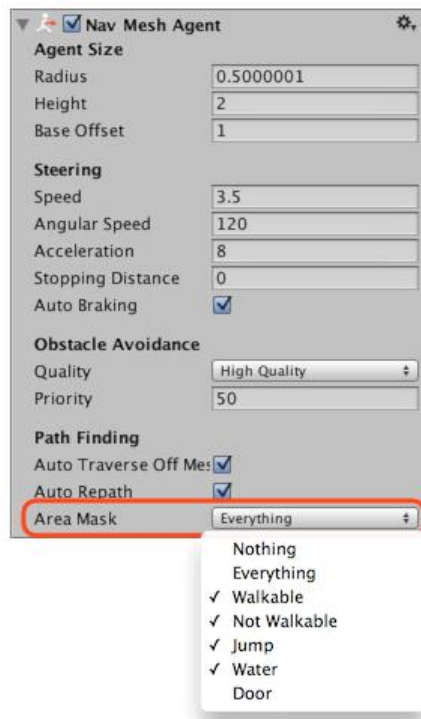 Nav Mesh Agent
Agent Size
Radius 0.5000001
Height 2
Base Offset 1
Steering
Speed 3.5
Angular Speed 120
Acceleration 8
Stopping Distance 0
Auto Braking
Obstacle Avoidance
Quality High Quality
Priority 50
Path Finding
Auto Traverse Off Mes
Auto Repath
Area Mask Everything
Nothing
Everything
✓ Walkable
✓ Not Walkable
✓ Jump
✓ Water
Door